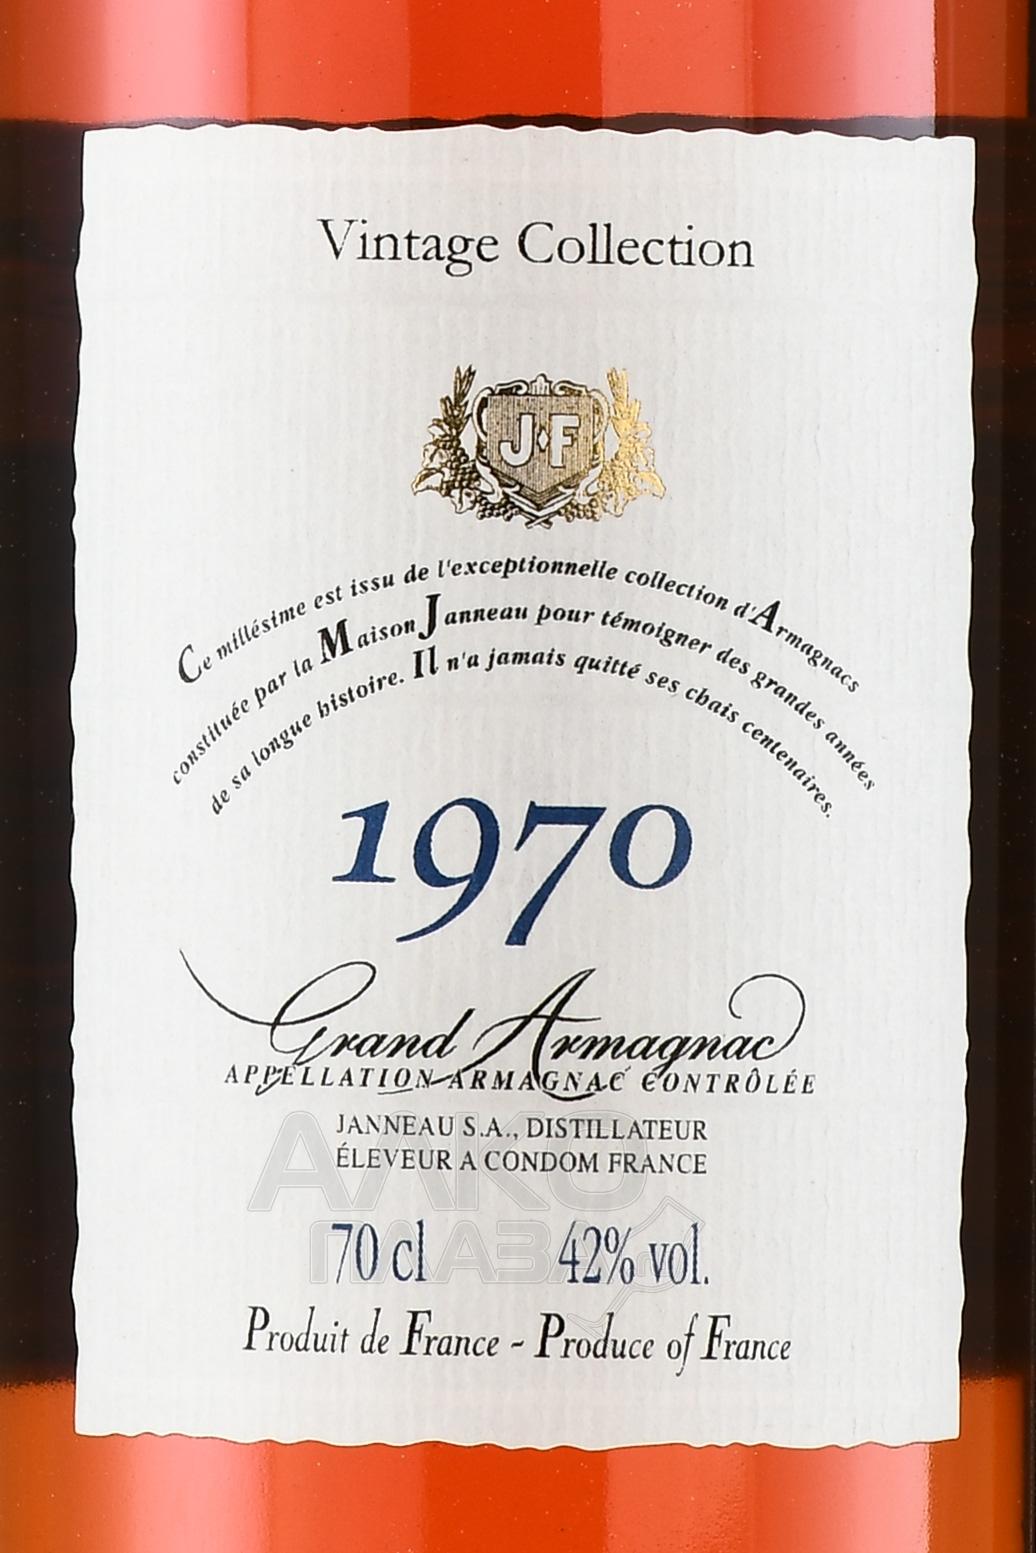 Vintage Collection
J F
Ce millésime est issu de l'exceptionnelle collection d'Armagnacs
constituée par la Maison Janneau pour témoigner des grandes années
de sa longue histoire. Il n'a jamais quitté ses chais centenaires.
1970
Grand Armagnac
APPELLATION ARMAGNAC CONTRÔLÉE
JANNEAU S.A., DISTILLATEUR
ÉLEVEUR A CONDOM FRANCE
АЛКО
ПЛАЗА
70 cl 42% vol.
Produit de France - Produce of France